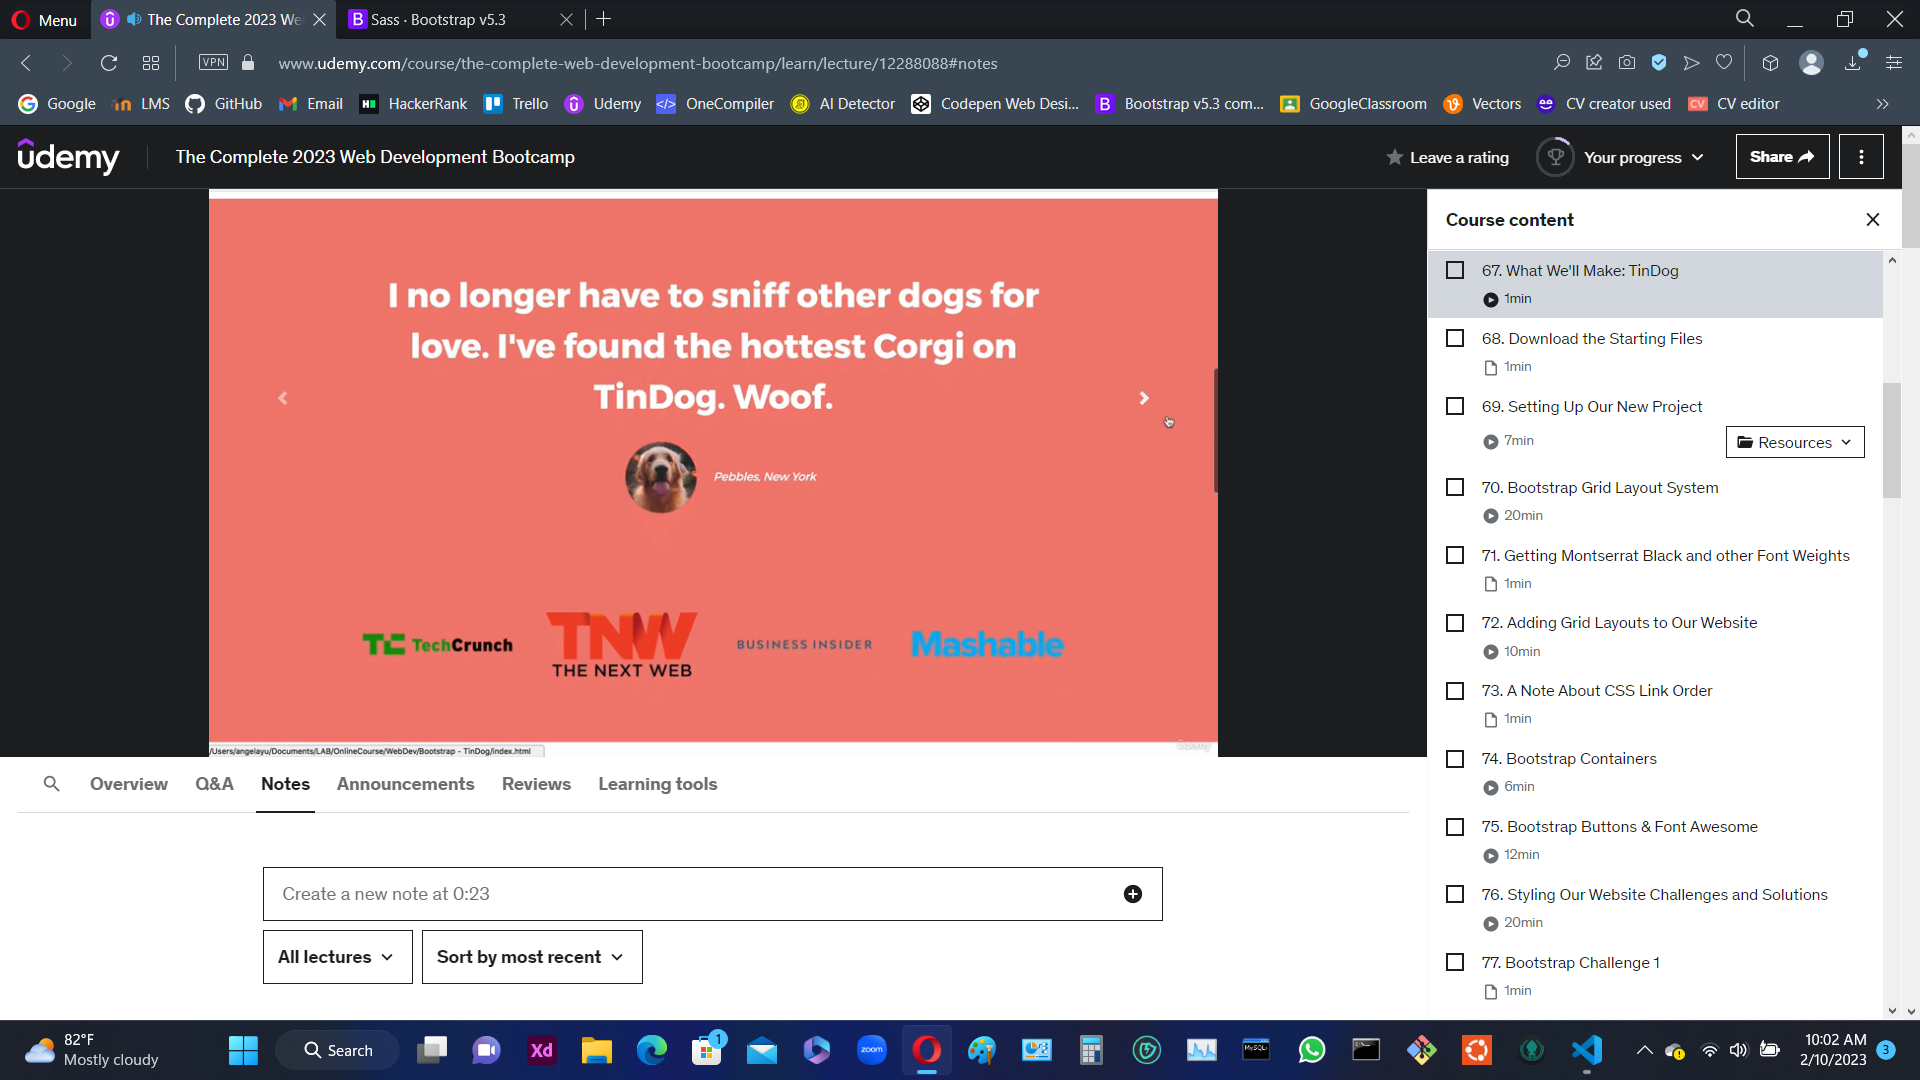 Menu
The Complete 2023 We
Sass · Bootstrap v5.3
VPN
www.udemy.com/course/the-complete-web-development-bootcamp/learn/lecture/12288088#notes
Google
LMS
GitHub
Email
HackerRank
Trello
Udemy
OneCompiler
AI Detector
Codepen Web Desi...
Bootstrap v5.3 com...
GoogleClassroom
Vectors
CV creator used
CV editor
udemy
The Complete 2023 Web Development Bootcamp
Leave a rating
Your progress
Share
I no longer have to sniff other dogs for
love. I've found the hottest Corgi on
TinDog. Woof.
Pebbles, New York
TC TechCrunch
TNW
THE NEXT WEB
BUSINESS INSIDER
Mashable
/Users/angelayu/Documents/LAB/OnlineCourse/WebDev/Bootstrap - TinDog/index.html
udemy
Overview
Q&A
Notes
Announcements
Reviews
Learning tools
Create a new note at 0:23
All lectures
Sort by most recent
Course content
67. What We'll Make: TinDog
1min
68. Download the Starting Files
1min
69. Setting Up Our New Project
7min
Resources
70. Bootstrap Grid Layout System
20min
71. Getting Montserrat Black and other Font Weights
1min
72. Adding Grid Layouts to Our Website
10min
73. A Note About CSS Link Order
1min
74. Bootstrap Containers
6min
75. Bootstrap Buttons & Font Awesome
12min
76. Styling Our Website Challenges and Solutions
20min
77. Bootstrap Challenge 1
1min
82°F
Mostly cloudy
Search
Xd
1
zoom
MySQL
10:02 AM
2/10/2023
3